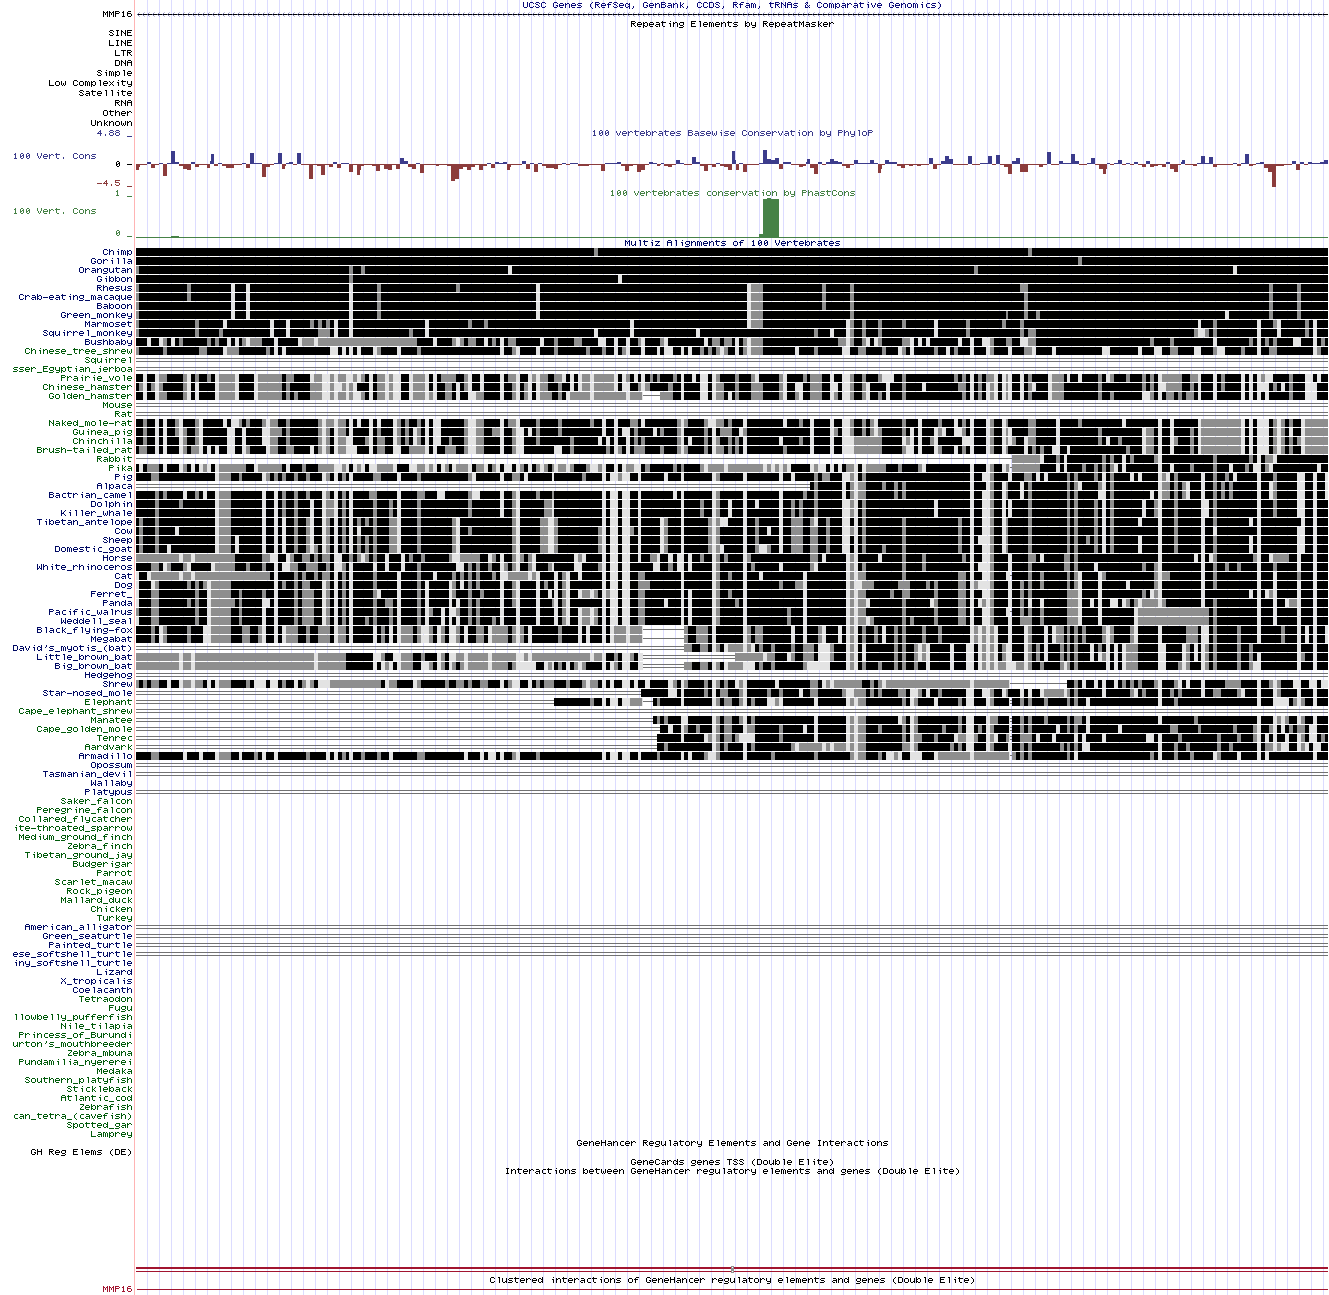 UCSC Genes (RefSeq, GenBank, CCDS, Rfam, tRNAs & Comparative Genomics)
MMP16
Repeating Elements by RepeatMasker
SINE
LINE
LTR
DNA
Simple
Low Complexity
Satellite
RNA
Other
Unknown
4.88 _
100 vertebrates Basewise Conservation by PhyloP
100 Vert. Cons
0 _
-4.5 _
100 vertebrates conservation by PhastCons
1 _
100 Vert. Cons
0 _
Multiz Alignments of 100 Vertebrates
Chimp
Gorilla
Orangutan
Gibbon
Rhesus
Crab-eating_macaque
Baboon
Green_monkey
Marmoset
Squirrel_monkey
Bushbaby
Chinese_tree_shrew
Squirrel
sser_Egyptian_jerboa
Prairie_vole
Chinese_hamster
Golden_hamster
Mouse
Rat
Naked_mole-rat
Guinea_pig
Chinchilla
Brush-tailed_rat
Rabbit
Pika
Pig
Alpaca
Bactrian_camel
Dolphin
Killer_whale
Tibetan_antelope
Cow
Sheep
Domestic_goat
Horse
White_rhinoceros
Cat
Dog
Ferret_
Panda
Pacific_walrus
Weddell_seal
Black_flying-fox
Megabat
David's_myotis_(bat)
Little_brown_bat
Big_brown_bat
Hedgehog
Shrew
Star-nosed_mole
Elephant
Cape_elephant_shrew
Manatee
Cape_golden_mole
Tenrec
Aardvark
Armadillo
Opossum
Tasmanian_devil
Wallaby
Platypus
Saker_falcon
Peregrine_falcon
Collared_flycatcher
ite-throated_sparrow
Medium_ground_finch
Zebra_finch
Tibetan_ground_jay
Budgerigar
Parrot
Scarlet_macaw
Rock_pigeon
Mallard_duck
Chicken
Turkey
American_alligator
Green_seaturtle
Painted_turtle
ese_softshell_turtle
iny_softshell_turtle
Lizard
X_tropicalis
Coelacanth
Tetraodon
Fugu
llowbelly_pufferfish
Nile_tilapia
Princess_of_Burundi
urton's_mouthbreeder
Zebra_mbuna
Pundamilia_nyererei
Medaka
Southern_platyfish
Stickleback
Atlantic_cod
Zebrafish
can_tetra_(cavefish)
Spotted_gar
Lamprey
GeneHancer Regulatory Elements and Gene Interactions
GH Reg Elems (DE)
GeneCards genes TSS (Double Elite)
Interactions between GeneHancer regulatory elements and genes (Double Elite)
Clustered interactions of GeneHancer regulatory elements and genes (Double Elite)
MMP16